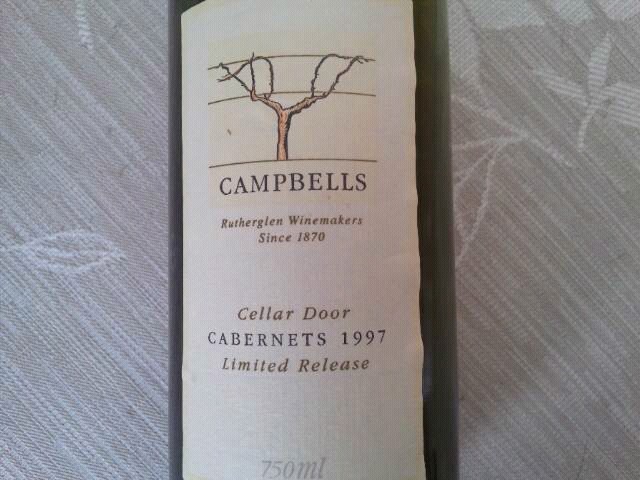 CAMPBELLS
Rutherglen Winemakers
Since 1870
Cellar Door
CABERNETS 1997
Limited Release
750ml